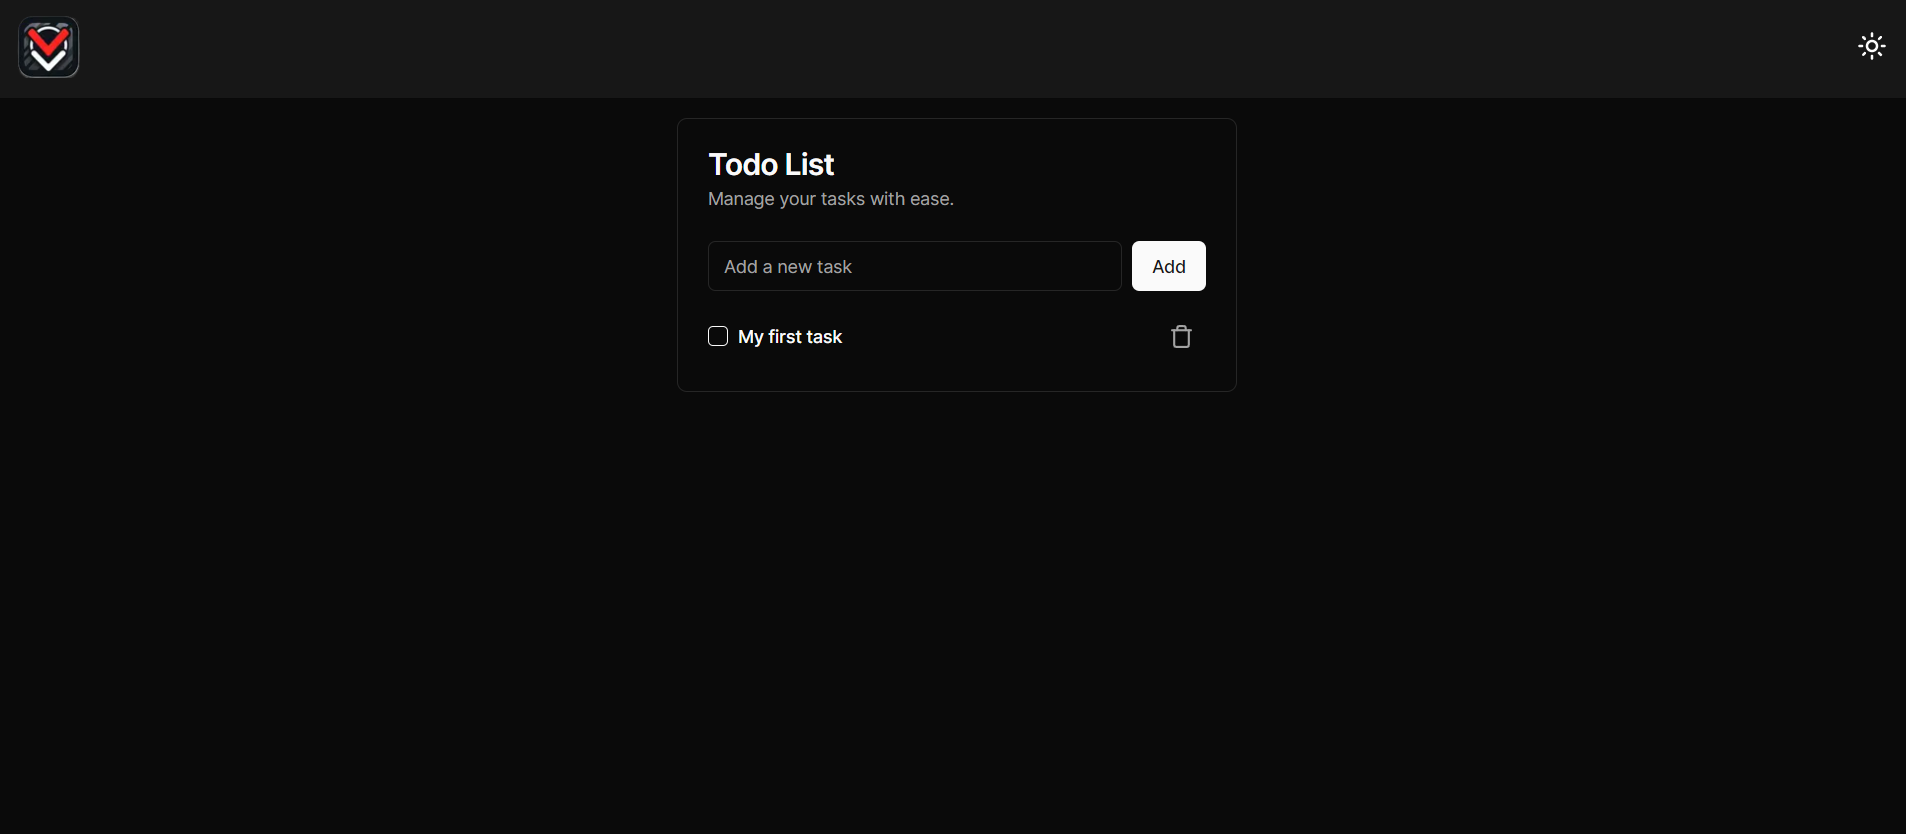 Todo List
Manage your tasks with ease.
Add a new task
Add
My first task